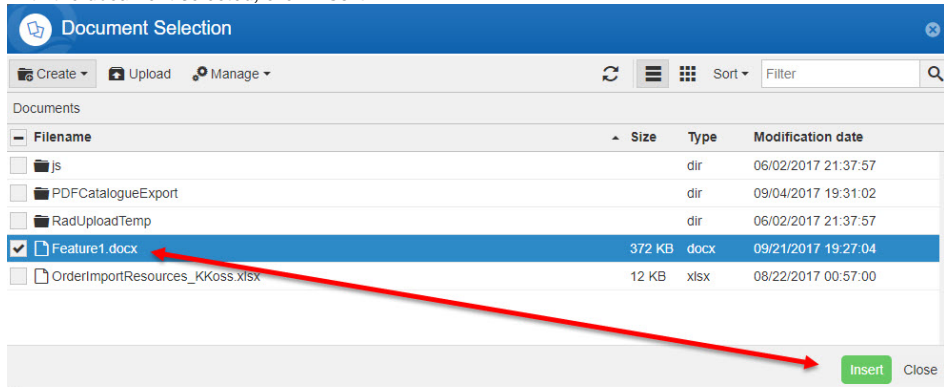 Document Selection
Create Upload Manage Sort Filter
Documents
Filename Size Type Modification date
js dir 06/02/2017 21:37:57
PDFCatalogueExport dir 09/04/2017 19:31:02
RadUploadTemp dir 06/02/2017 21:37:57
Feature1.docx 372 KB docx 09/21/2017 19:27:04
OrderImportResources_KKoss.xlsx 12 KB xlsx 08/22/2017 00:57:00
Insert Close